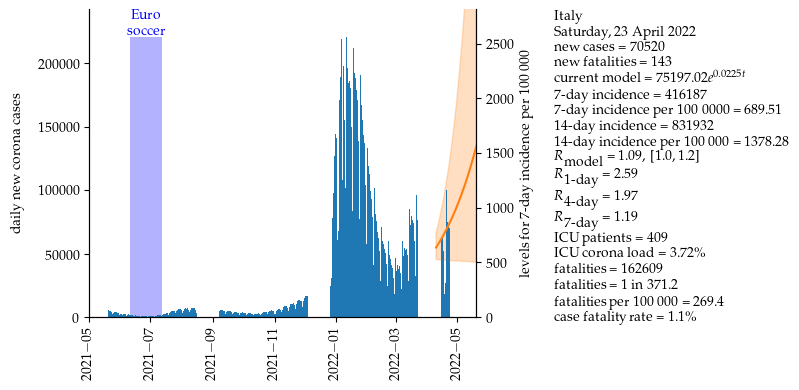 Euro
soccer
daily new corona cases
200000
150000
100000
50000
0
2021−05
2021−07
2021−09
2021−11
2022−01
2022−03
2022−05
levels for 7-day incidence per 100 000
2500
2000
1500
1000
500
0
Italy
Saturday, 23 April 2022
new cases = 70520
new fatalities = 143
current model = 75197.02e^0.0225t
7-day incidence = 416187
7-day incidence per 100 0000 = 689.51
14-day incidence = 831932
14-day incidence per 100 000 = 1378.28
R model = 1.09, [1.0, 1.2]
R 1-day = 2.59
R 4-day = 1.97
R 7-day = 1.19
ICU patients = 409
ICU corona load = 3.72%
fatalities = 162609
fatalities = 1 in 371.2
fatalities per 100 000 = 269.4
case fatality rate = 1.1%